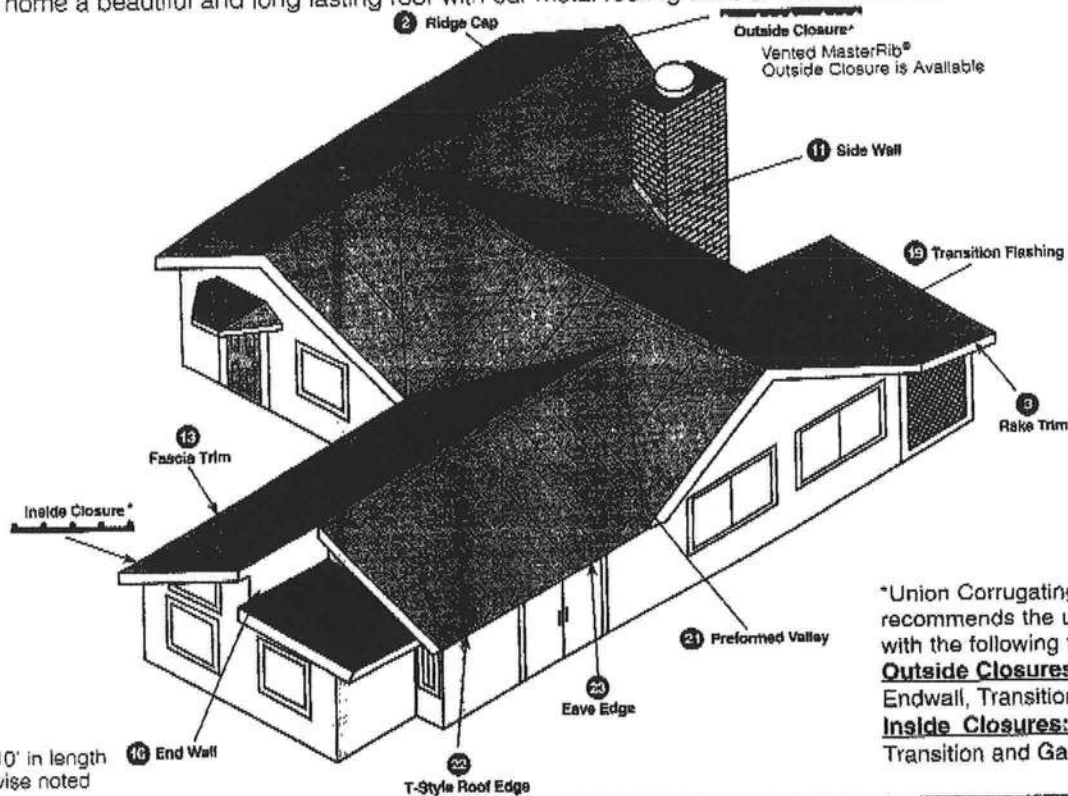 home a beautiful and long lasting roof with our metal roofing
2 Ridge Cap
Outside Closure*
Vented MasterRib®
Outside Closure is Available
11 Side Wall
19 Transition Flashing
Rake Trim
13
Fascia Trim
Inside Closure*
21 Preformed Valley
23
Eave Edge
10' in length
wise noted
End Wall
22
T-Style Roof Edge
*Union Corrugating
recommends the u
with the following
Outside Closures
Endwall, Transition
Inside Closures:
Transition and Ga